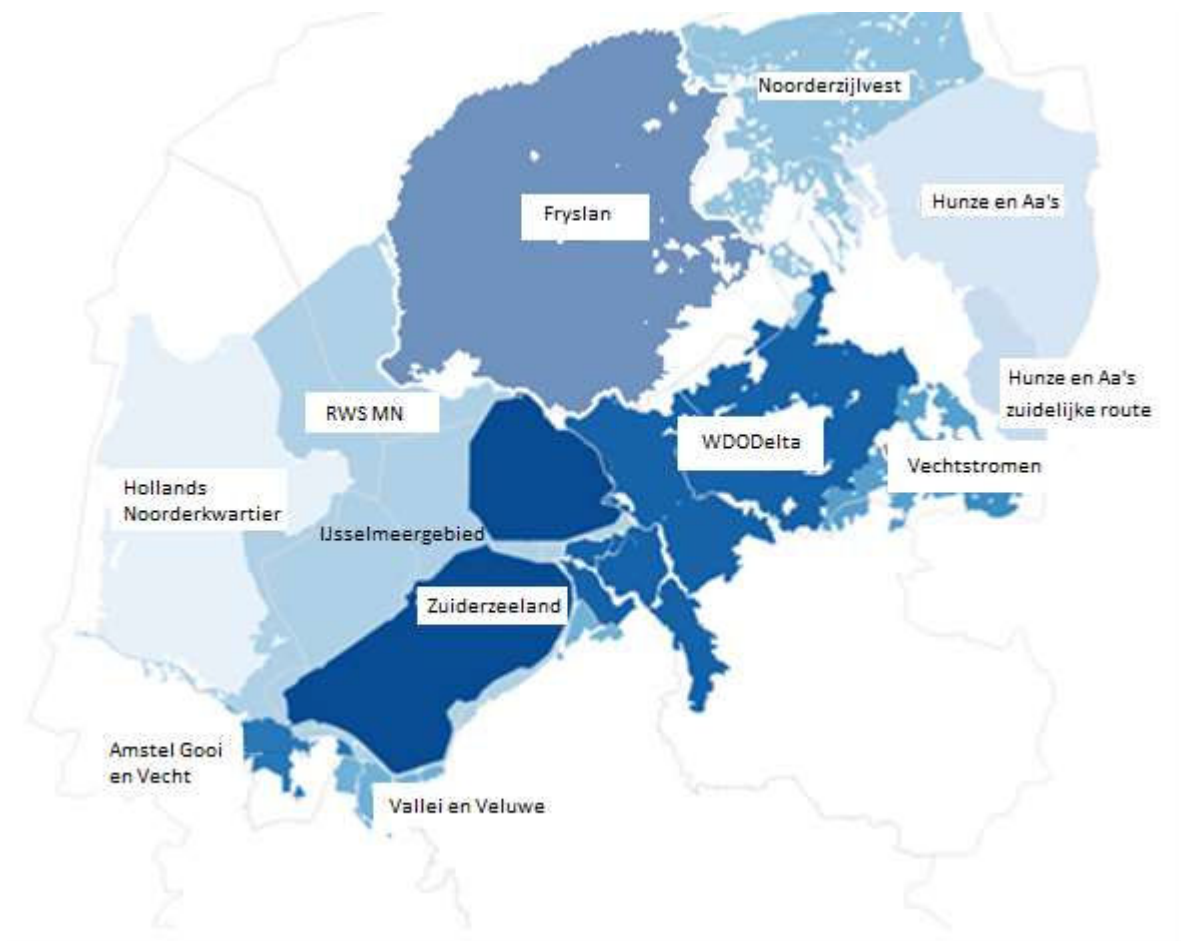 Noorderzijlvest
Hunze en Aa's
Fryslan
Hunze en Aa's
zuidelijke route
RWS MN
WDODelta
Vechtstromen
Hollands
Noorderkwartier
IJsselmeergebied
Zuiderzeeland
Amstel Gooi
en Vecht
Vallei en Veluwe